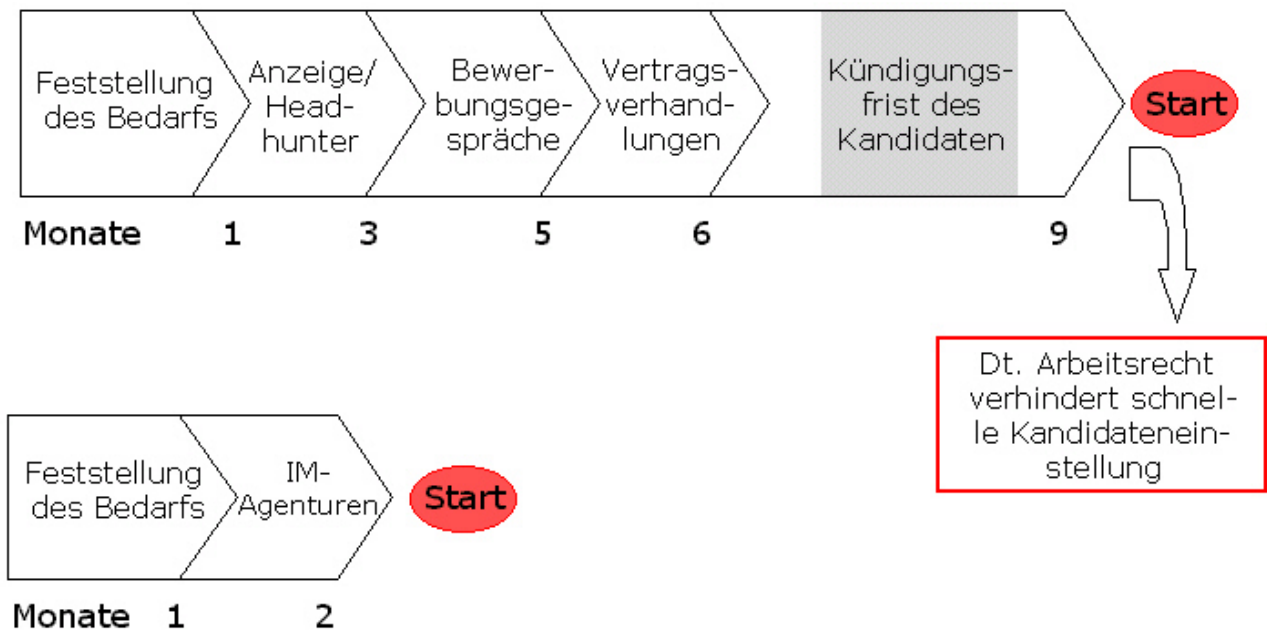 Feststellung
des Bedarfs
Anzeige/
Head-
hunter
Bewer-
bungsge-
spräche
Vertrags-
verhand-
lungen
Kündigungs-
frist des
Kandidaten
Start
Monate 1 3 5 6 9
Dt. Arbeitsrecht
verhindert schnel-
le Kandidatenein-
stellung
Feststellung
des Bedarfs
IM-
Agenturen
Start
Monate 1 2